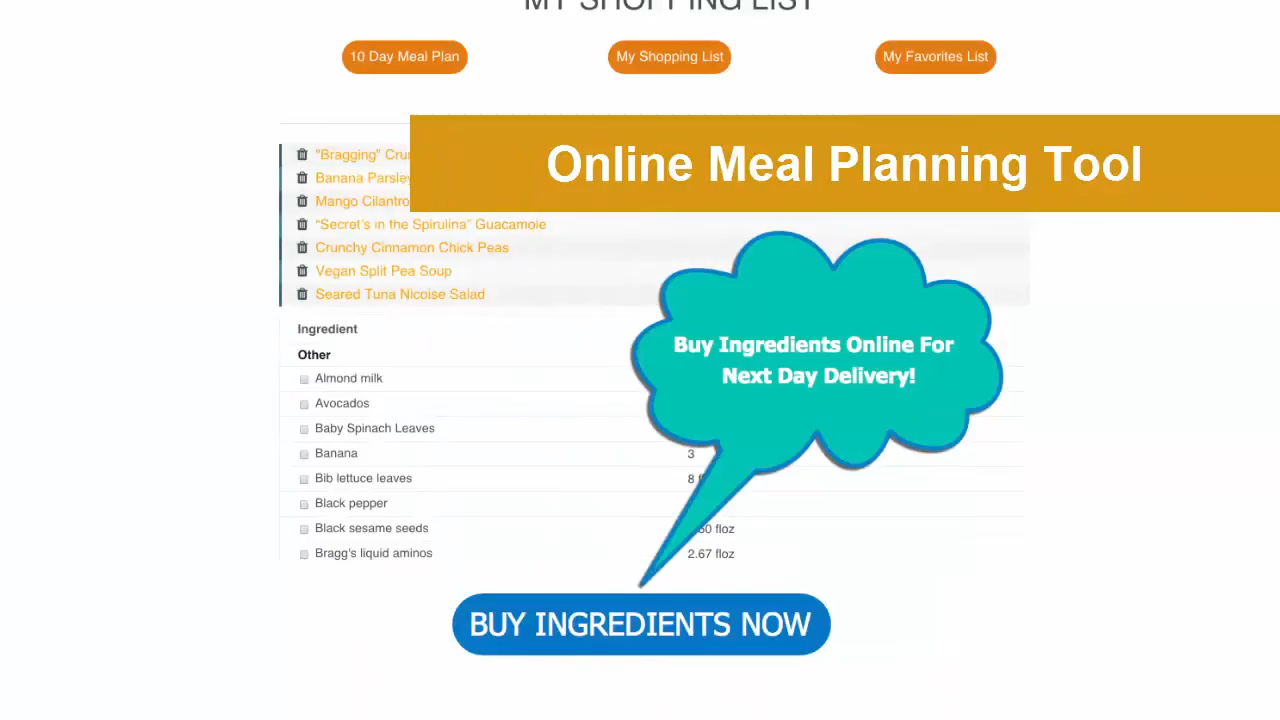 MY SHOPPING LIST
10 Day Meal Plan My Shopping List My Favorites List
Online Meal Planning Tool
"Bragging"
Banana Parsley
Mango Cilantro
"Secret's in the Spirulina" Guacamole
Crunchy Cinnamon Chick Peas
Vegan Split Pea Soup
Seared Tuna Nicoise Salad
Ingredient
Other
Buy Ingredients Online For
Next Day Delivery!
Almond milk
Avocados
Baby Spinach Leaves
Banana 3
Bib lettuce leaves 8
Black pepper
Black sesame seeds floz
Bragg's liquid aminos 2.67 floz
BUY INGREDIENTS NOW